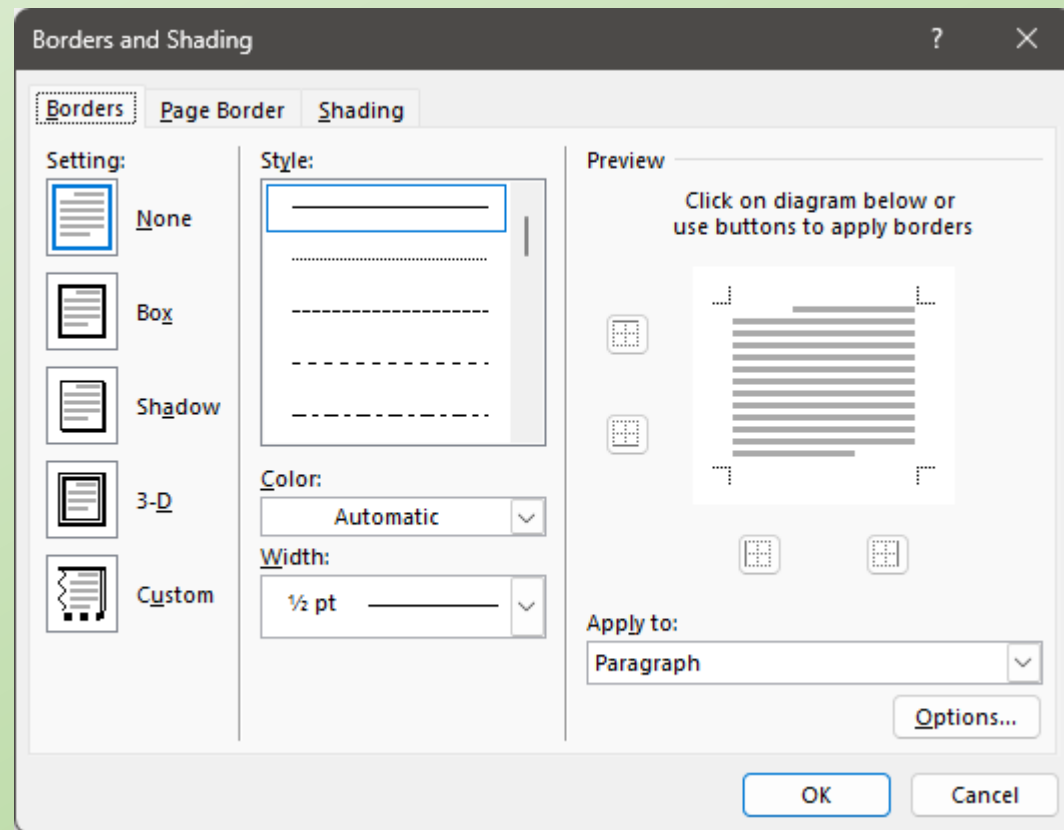 Borders and Shading
?
Borders
Page Border
Shading
Setting:
None
Box
Shadow
3-D
Custom
Style:
Color:
Automatic
Width:
½ pt
Preview
Click on diagram below or
use buttons to apply borders
Apply to:
Paragraph
Options...
OK
Cancel